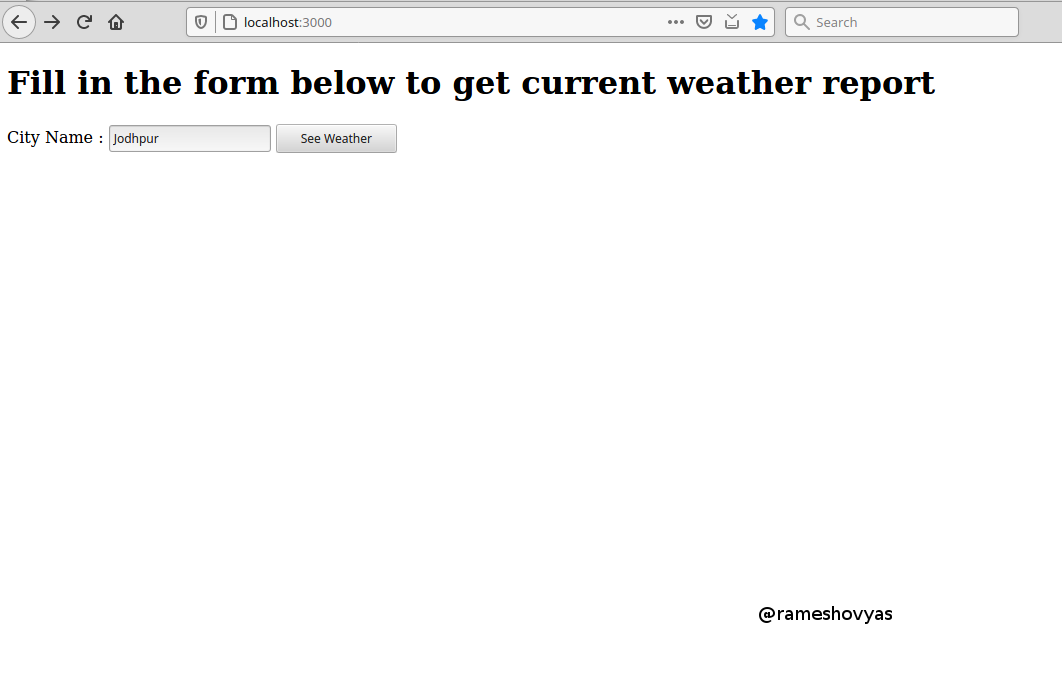 localhost:3000
Search
Fill in the form below to get current weather report
City Name : Jodhpur See Weather
@rameshovyas